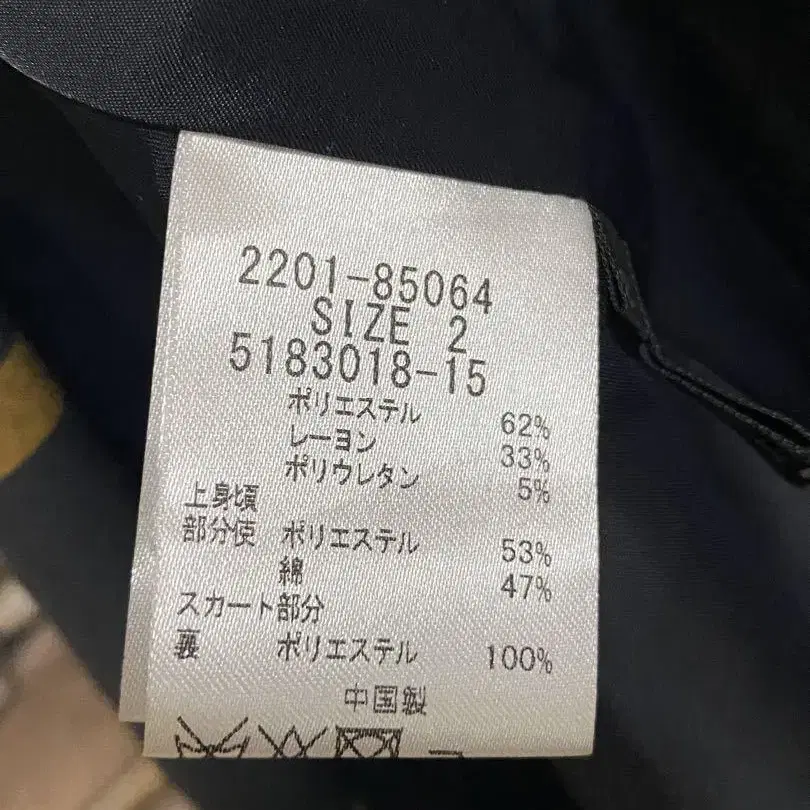 2201-85064
SIZE 2
5183018-15
ポリエステル 62%
レーヨン 33%
ポリウレタン 5%
上身頃
部分使 ポリエステル 53%
綿 47%
スカート部分
裏 ポリエステル 100%
中国製